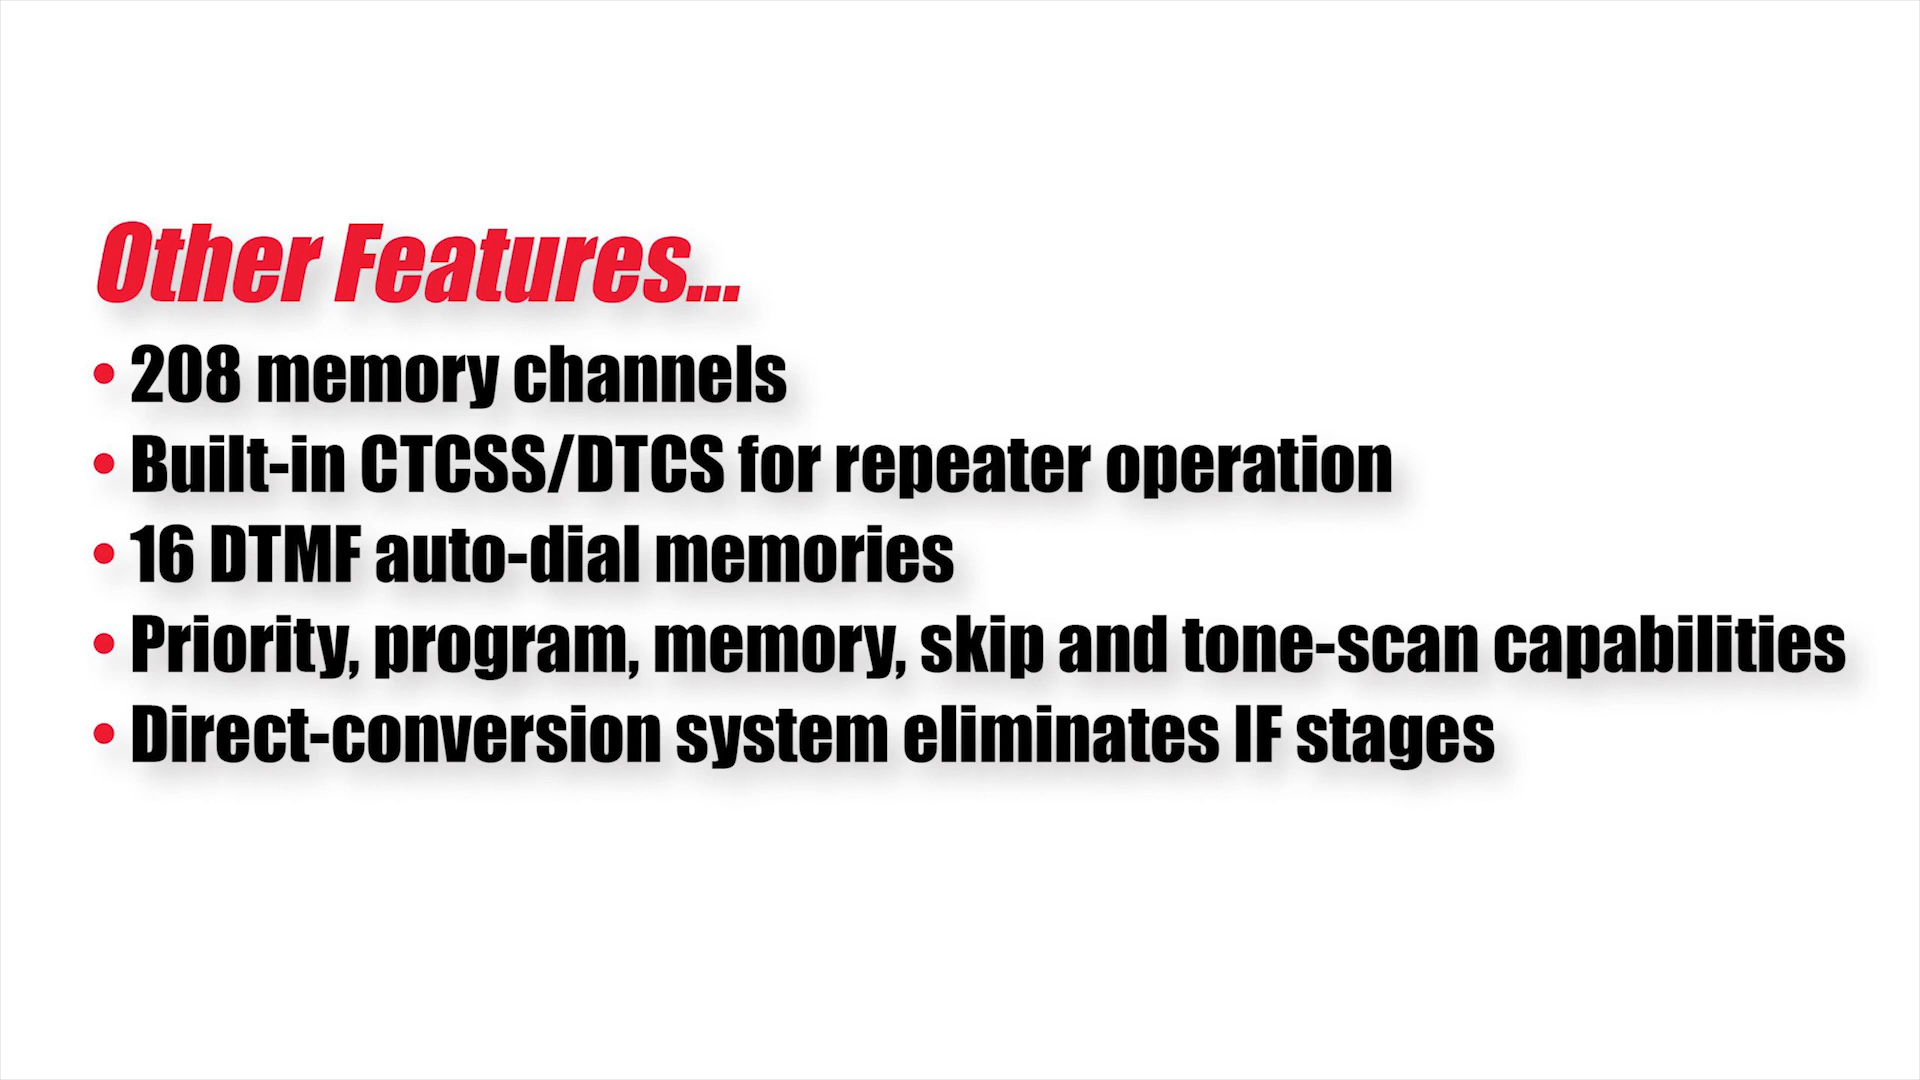 Other Features...
• 208 memory channels
• Built-in CTCSS/DTCS for repeater operation
• 16 DTMF auto-dial memories
• Priority, program, memory, skip and tone-scan capabilities
• Direct-conversion system eliminates IF stages